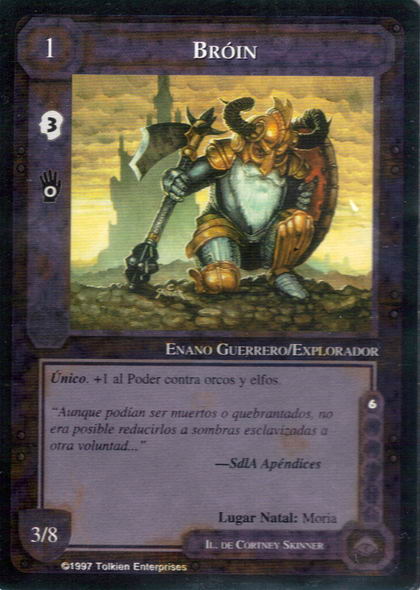 1
BRÓIN
3
0
ENANO GUERRERO/EXPLORADOR
Único. +1 al Poder contra orcos y elfos.
6
"Aunque podían ser muertos o quebrantados, no
era posible reducirlos a sombras esclavizadas a
otra voluntad..."
—SdlA Apéndices
Lugar Natal: Moria
3/8
IL. DE CORTNEY SKINNER
©1997 Tolkien Enterprises